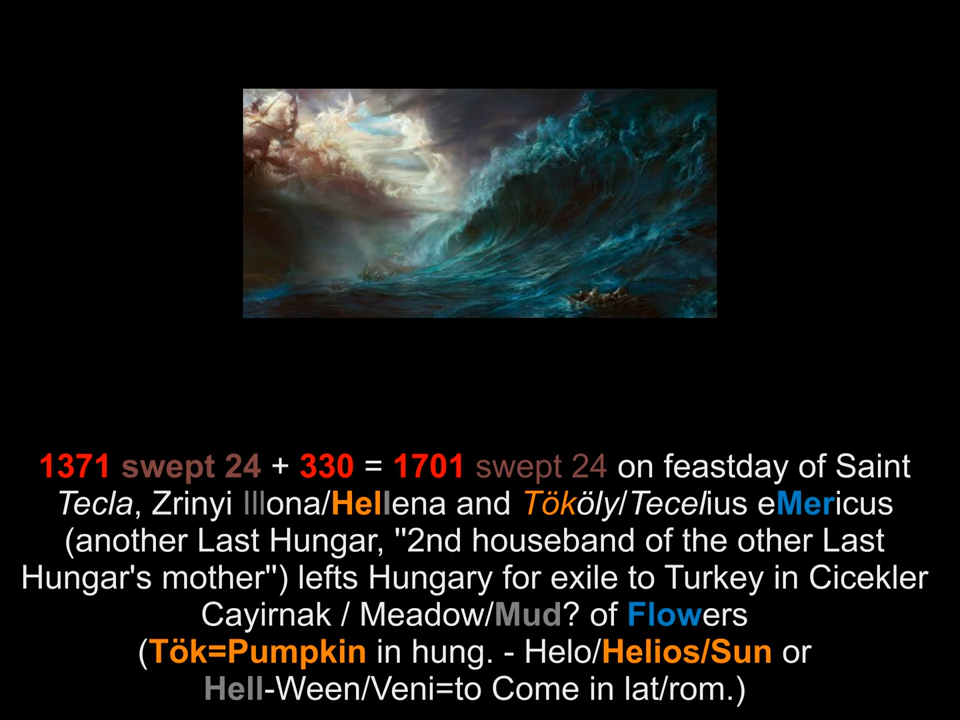 1371 swept 24 + 330 = 1701 swept 24 on feastday of Saint
Tecla, Zrinyi Illona/Hellena and Tököly/Tecelius eMericus
(another Last Hungar, "2nd houseband of the other Last
Hungar's mother") lefts Hungary for exile to Turkey in Cicekler
Cayirnak / Meadow/Mud? of Flowers
(Tök=Pumpkin in hung. - Helo/Helios/Sun or
Hell-Ween/Veni=to Come in lat/rom.)